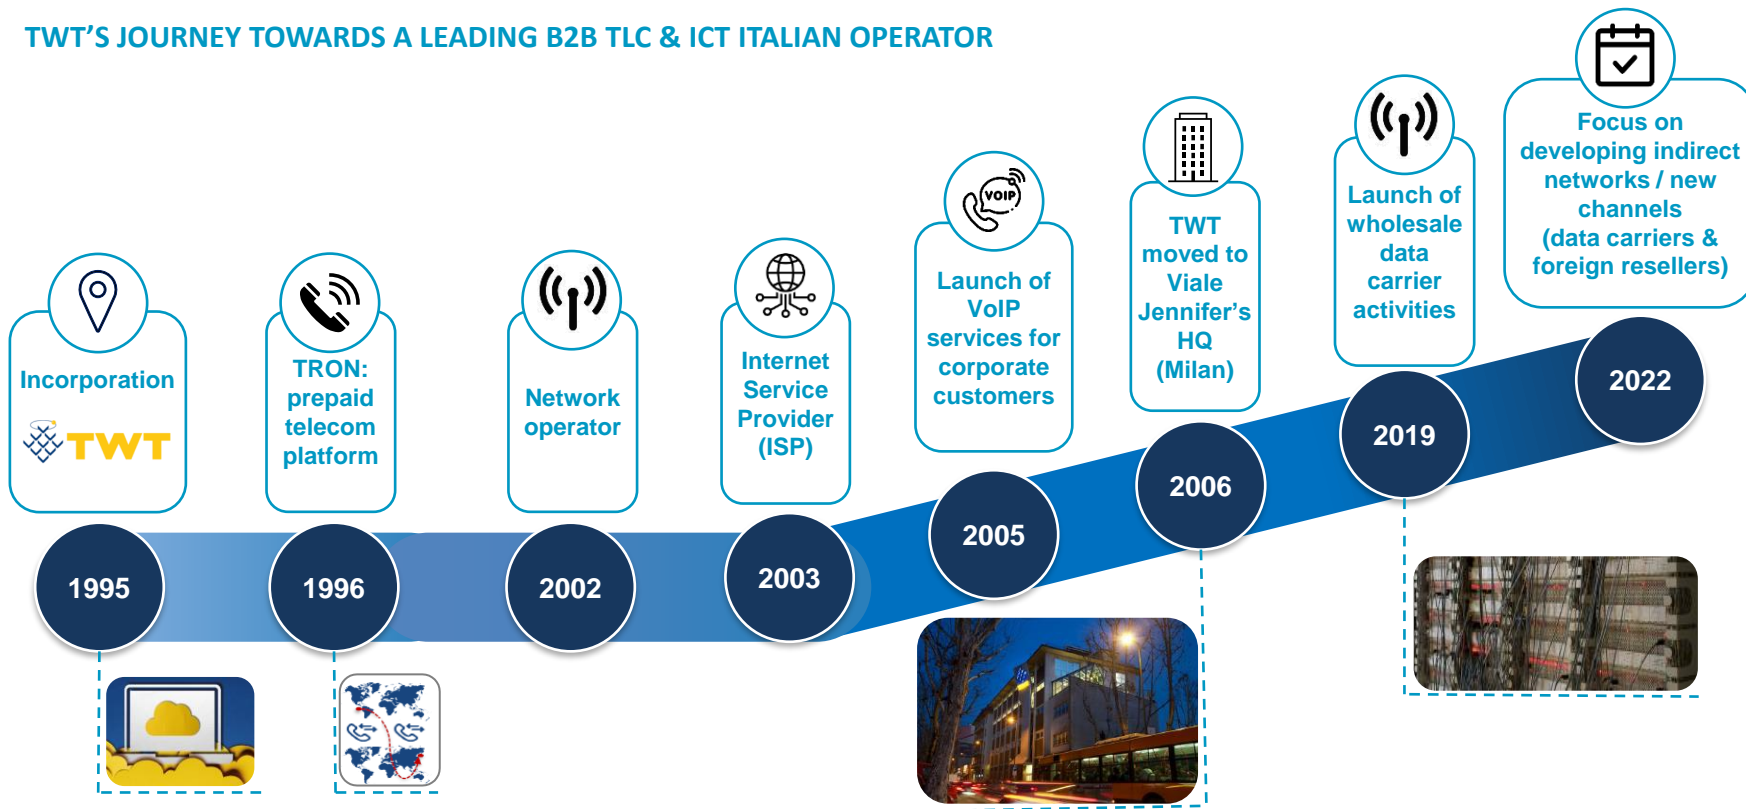 TWT'S JOURNEY TOWARDS A LEADING B2B TLC & ICT ITALIAN OPERATOR
Incorporation
TWT
1995
TRON:
prepaid
telecom
platform
1996
Network
operator
2002
Internet
Service
Provider
(ISP)
2003
VOIP
Launch of
VoIP
services for
corporate
customers
2005
TWT
moved to
Viale
Jennifer's
HQ
(Milan)
2006
Launch of
wholesale
data
carrier
activities
2019
Focus on
developing indirect
networks / new
channels
(data carriers &
foreign resellers)
2022